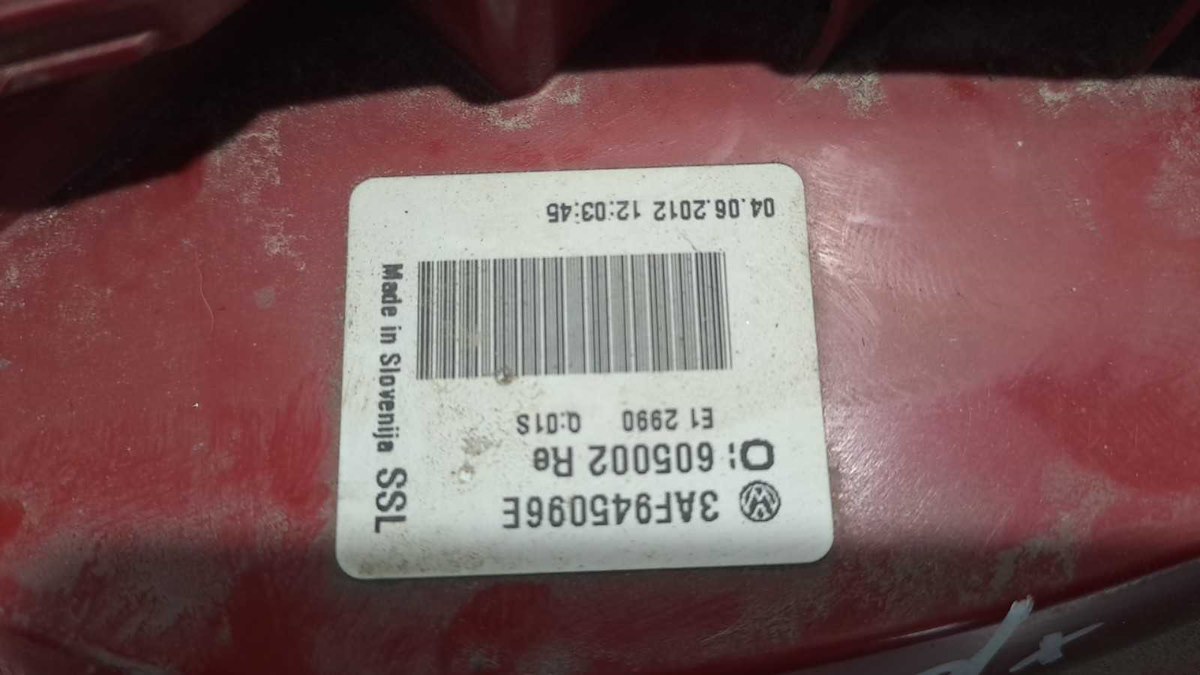 3AF945096E
O: 605002 Re
E1 2990 Q:01S
04.06.2012 12:03:45
Made in Slovenija SSL